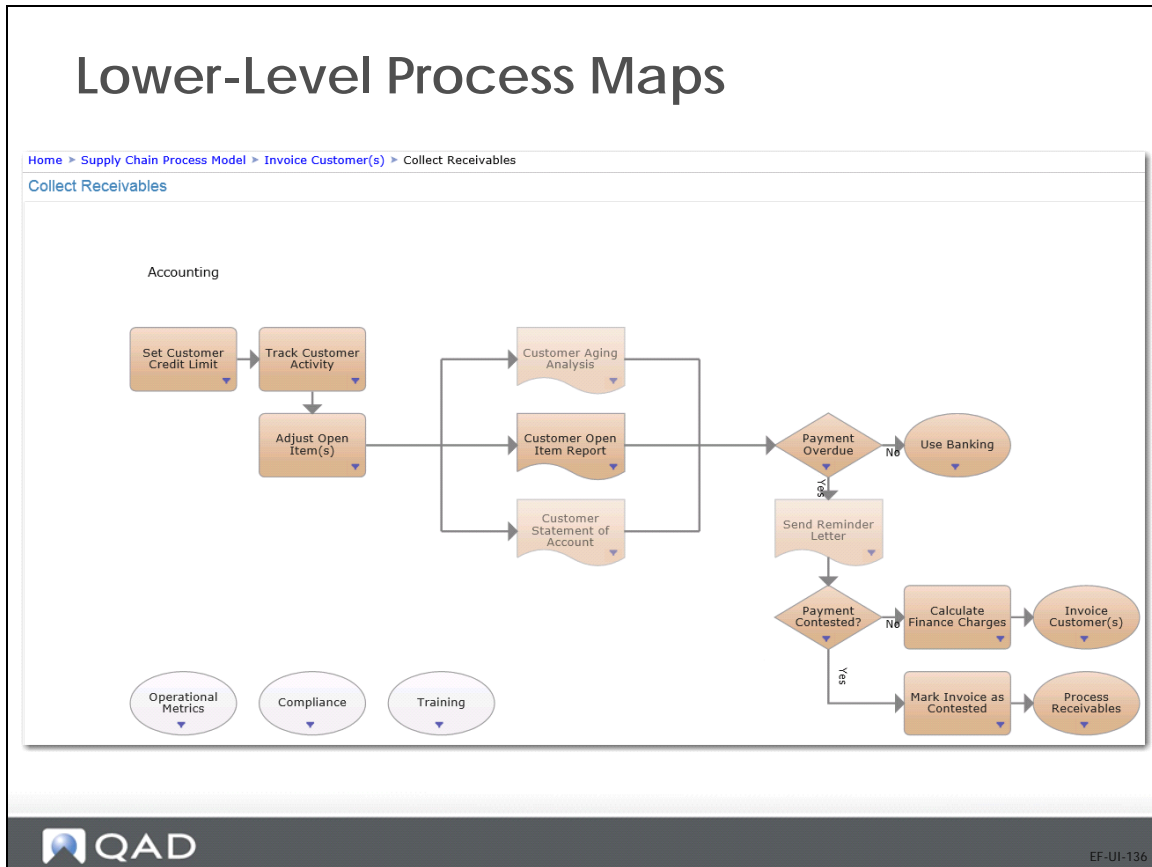 Lower-Level Process Maps
Home > Supply Chain Process Model > Invoice Customer(s) > Collect Receivables
Collect Receivables
Accounting
Set Customer
Credit Limit
Track Customer
Activity
Adjust Open
Item(s)
Customer Aging
Analysis
Customer Open
Item Report
Customer
Statement of
Account
Payment
Overdue
No
Use Banking
Yes
Send Reminder
Letter
Payment
Contested?
No
Calculate
Finance Charges
Invoice
Customer(s)
Yes
Mark Invoice as
Contested
Process
Receivables
Operational
Metrics
Compliance
Training
QAD
EF-UI-136